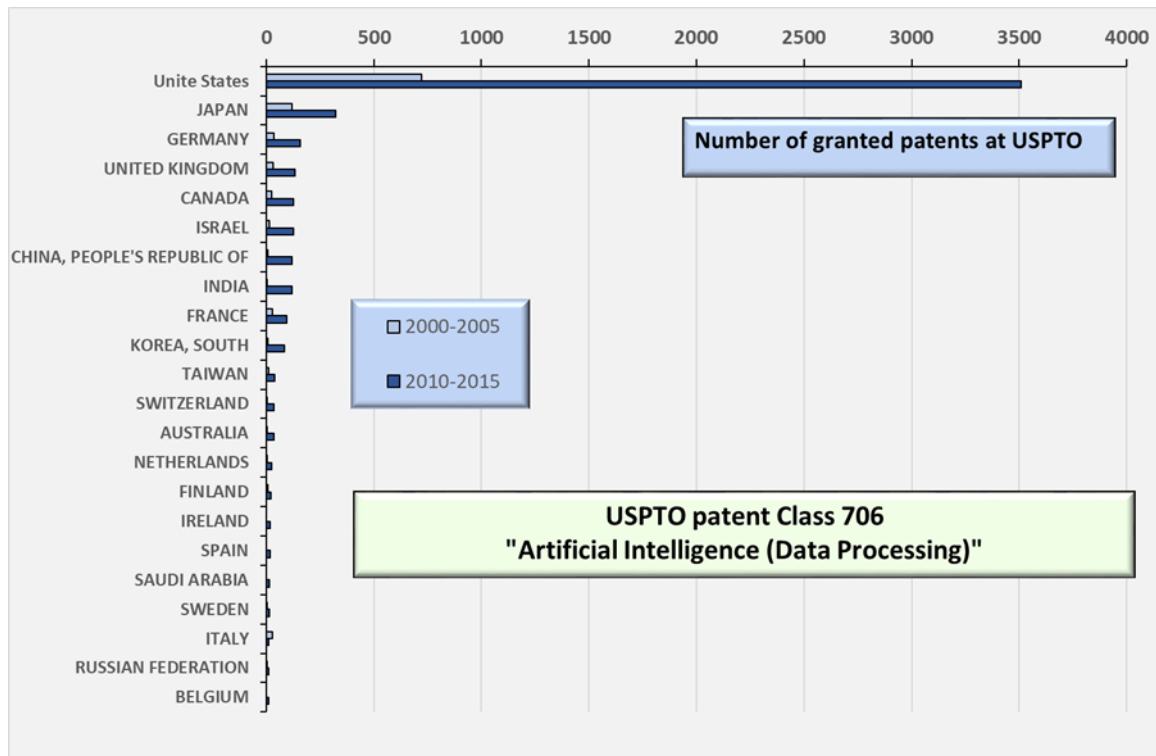 0 500 1000 1500 2000 2500 3000 3500 4000
Unite States
JAPAN
GERMANY
UNITED KINGDOM
CANADA
ISRAEL
CHINA, PEOPLE'S REPUBLIC OF
INDIA
FRANCE
KOREA, SOUTH
TAIWAN
SWITZERLAND
AUSTRALIA
NETHERLANDS
FINLAND
IRELAND
SPAIN
SAUDI ARABIA
SWEDEN
ITALY
RUSSIAN FEDERATION
BELGIUM
Number of granted patents at USPTO
2000-2005
2010-2015
USPTO patent Class 706
"Artificial Intelligence (Data Processing)"